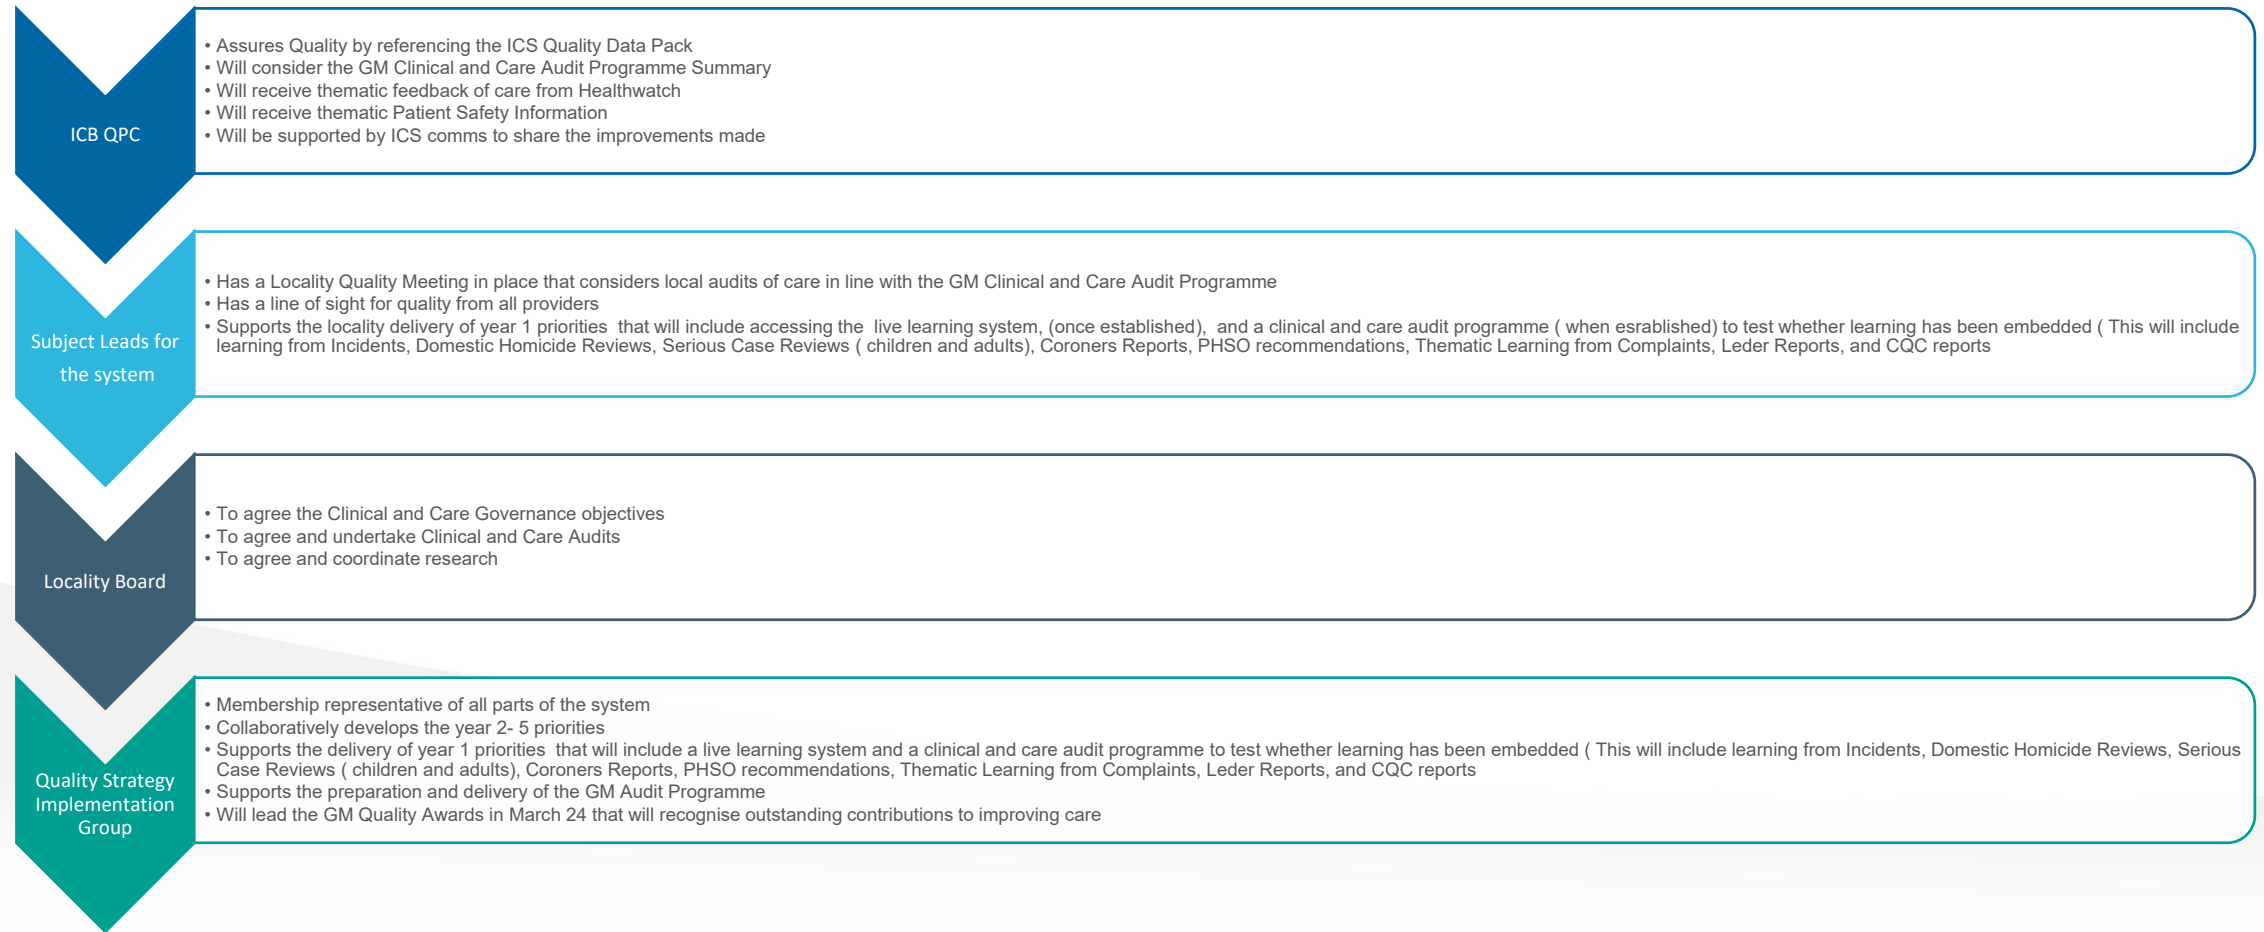 ICB QPC
• Assures Quality by referencing the ICS Quality Data Pack
• Will consider the GM Clinical and Care Audit Programme Summary
• Will receive thematic feedback of care from Healthwatch
• Will receive thematic Patient Safety Information
• Will be supported by ICS comms to share the improvements made
Subject Leads for
the system
• Has a Locality Quality Meeting in place that considers local audits of care in line with the GM Clinical and Care Audit Programme
• Has a line of sight for quality from all providers
• Supports the locality delivery of year 1 priorities  that will include accessing the  live learning system, (once established),  and a clinical and care audit programme ( when esrablished) to test whether learning has been embedded ( This will include
learning from Incidents, Domestic Homicide Reviews, Serious Case Reviews ( children and adults), Coroners Reports, PHSO recommendations, Thematic Learning from Complaints, Leder Reports, and CQC reports
Locality Board
• To agree the Clinical and Care Governance objectives
• To agree and undertake Clinical and Care Audits
• To agree and coordinate research
Quality Strategy
Implementation
Group
• Membership representative of all parts of the system
• Collaboratively develops the year 2- 5 priorities
• Supports the delivery of year 1 priorities  that will include a live learning system and a clinical and care audit programme to test whether learning has been embedded ( This will include learning from Incidents, Domestic Homicide Reviews, Serious
Case Reviews ( children and adults), Coroners Reports, PHSO recommendations, Thematic Learning from Complaints, Leder Reports, and CQC reports
• Supports the preparation and delivery of the GM Audit Programme
• Will lead the GM Quality Awards in March 24 that will recognise outstanding contributions to improving care